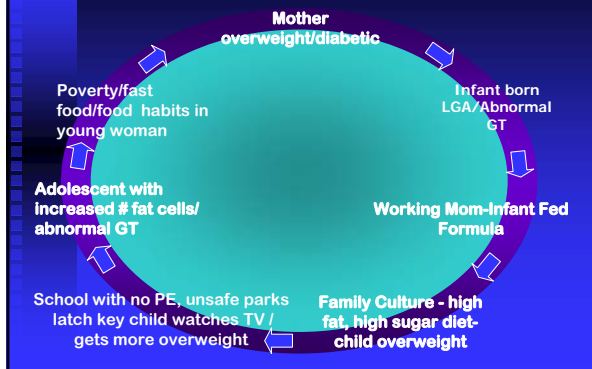 Mother
overweight/diabetic
Infant born
LGA/Abnormal
GT
Working Mom-Infant Fed
Formula
Family Culture - high
fat, high sugar diet-
child overweight
School with no PE, unsafe parks
latch key child watches TV /
gets more overweight
Adolescent with
increased # fat cells/
abnormal GT
Poverty/fast
food/food habits in
young woman